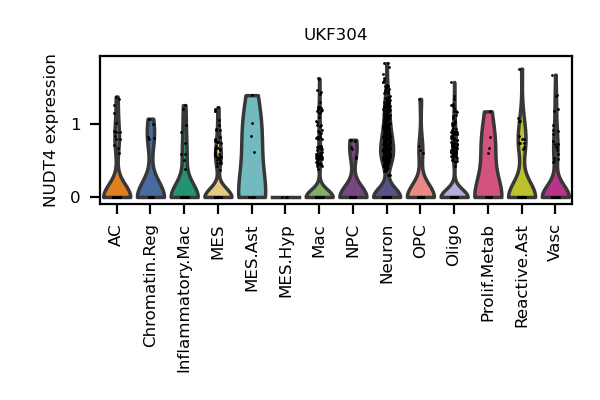 UKF304
NUDT4 expression
1
0
AC
Chromatin.Reg
Inflammatory.Mac
MES
MES.Ast
MES.Hyp
Mac
NPC
Neuron
OPC
Oligo
Prolif.Metab
Reactive.Ast
Vasc